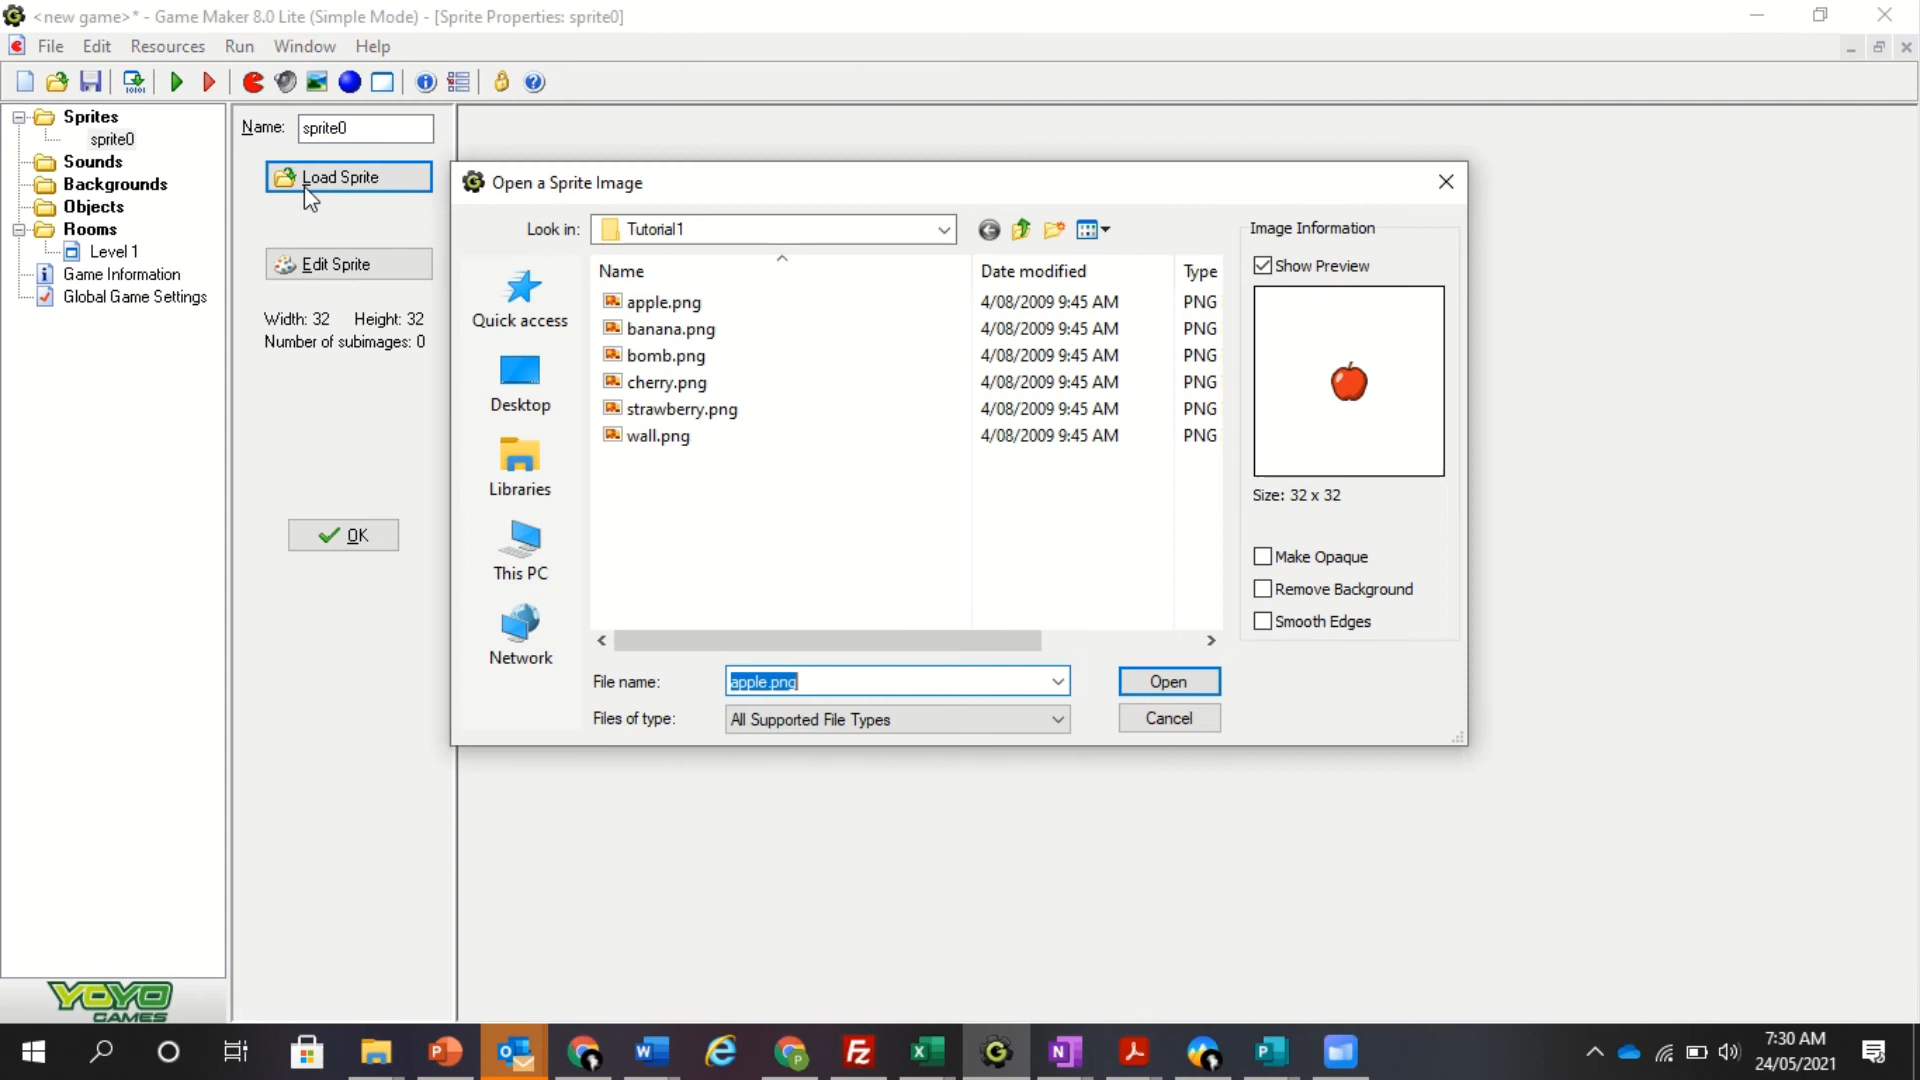 <new game>* - Game Maker 8.0 Lite (Simple Mode) - [Sprite Properties: sprite0]
File Edit Resources Run Window Help
Sprites
sprite0
Sounds
Backgrounds
Objects
Rooms
Level 1
Game Information
Global Game Settings
Name: sprite0
Load Sprite
Edit Sprite
Width: 32 Height: 32
Number of subimages: 0
OK
Open a Sprite Image
Look in: Tutorial1
Quick access
Desktop
Libraries
This PC
Network
Name Date modified Type
apple.png 4/08/2009 9:45 AM PNG
banana.png 4/08/2009 9:45 AM PNG
bomb.png 4/08/2009 9:45 AM PNG
cherry.png 4/08/2009 9:45 AM PNG
strawberry.png 4/08/2009 9:45 AM PNG
wall.png 4/08/2009 9:45 AM PNG
File name: apple.png Open
Files of type: All Supported File Types Cancel
Image Information
Show Preview
Size: 32 x 32
Make Opaque
Remove Background
Smooth Edges
YOYO
GAMES
7:30 AM
24/05/2021